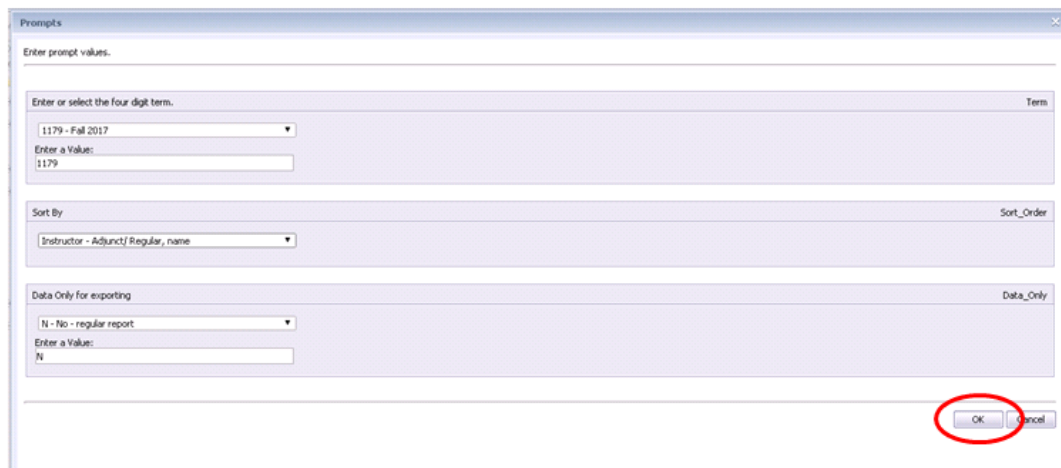 Prompts
Enter prompt values.
Enter or select the four digit term. Term
1179 - Fall 2017
Enter a Value:
1179
Sort By Sort_Order
Instructor - Adjunct/ Regular, name
Data Only for exporting Data_Only
N - No - regular report
Enter a Value:
N
OK Cancel